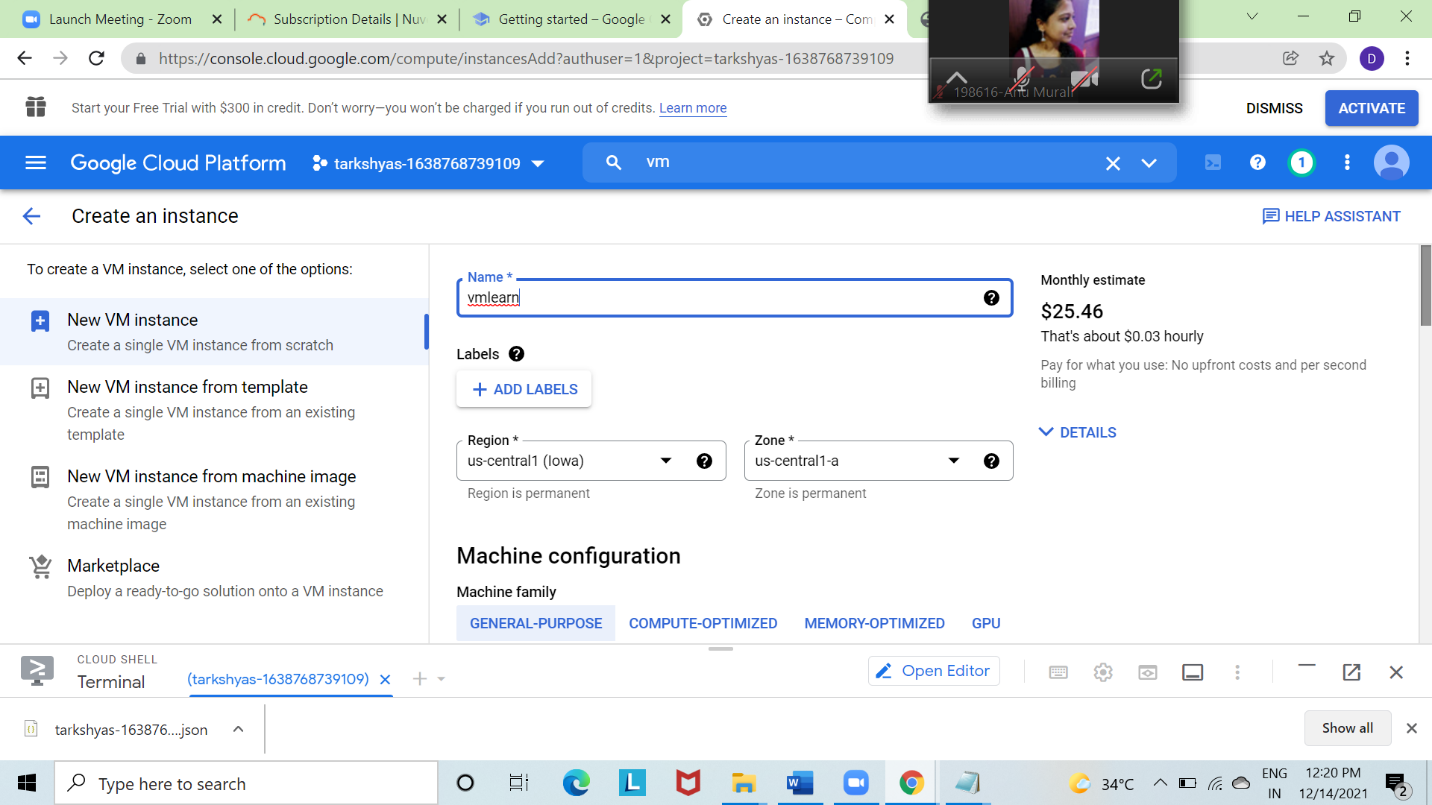 Launch Meeting - Zoom
Subscription Details | Nuv
Getting started – Google
Create an instance – Com
https://console.cloud.google.com/compute/instancesAdd?authuser=1&project=tarkshyas-1638768739109
D
198616-Anu Murali
Start your Free Trial with $300 in credit. Don't worry—you won't be charged if you run out of credits. Learn more
DISMISS
ACTIVATE
Google Cloud Platform
tarkshyas-1638768739109
vm
1
Create an instance
HELP ASSISTANT
To create a VM instance, select one of the options:
New VM instance
Create a single VM instance from scratch
New VM instance from template
Create a single VM instance from an existing
template
New VM instance from machine image
Create a single VM instance from an existing
machine image
Marketplace
Deploy a ready-to-go solution onto a VM instance
Name *
vmlearn
Labels
ADD LABELS
Region *
us-central1 (Iowa)
Region is permanent
Zone *
us-central1-a
Zone is permanent
Machine configuration
Machine family
GENERAL-PURPOSE
COMPUTE-OPTIMIZED
MEMORY-OPTIMIZED
GPU
Monthly estimate
$25.46
That's about $0.03 hourly
Pay for what you use: No upfront costs and per second
billing
DETAILS
CLOUD SHELL
Terminal
(tarkshyas-1638768739109)
Open Editor
tarkshyas-163876....json
Show all
Type here to search
L
W
34°C
ENG
IN
12:20 PM
12/14/2021
2